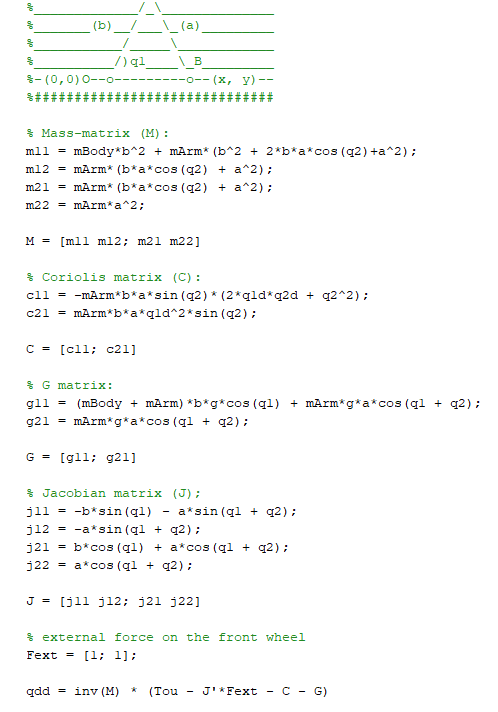 %_____________/_\______________
%_______(b)__/___\_(a)_________
%___________/_____\____________
%__________/)q1____\_B_________
%-(0,0)O--o---------o--(x, y)--
%##############################
% Mass-matrix (M):
m11 = mBody*b^2 + mArm*(b^2 + 2*b*a*cos(q2)+a^2);
m12 = mArm*(b*a*cos(q2) + a^2);
m21 = mArm*(b*a*cos(q2) + a^2);
m22 = mArm*a^2;
M = [m11 m12; m21 m22]
% Coriolis matrix (C):
c11 = -mArm*b*a*sin(q2)*(2*q1d*q2d + q2^2);
c21 = mArm*b*a*q1d^2*sin(q2);
C = [c11; c21]
% G matrix:
g11 = (mBody + mArm)*b*g*cos(q1) + mArm*g*a*cos(q1 + q2);
g21 = mArm*g*a*cos(q1 + q2);
G = [g11; g21]
% Jacobian matrix (J);
j11 = -b*sin(q1) - a*sin(q1 + q2);
j12 = -a*sin(q1 + q2);
j21 = b*cos(q1) + a*cos(q1 + q2);
j22 = a*cos(q1 + q2);
J = [j11 j12; j21 j22]
% external force on the front wheel
Fext = [1; 1];
qdd = inv(M) * (Tou - J'*Fext - C - G)